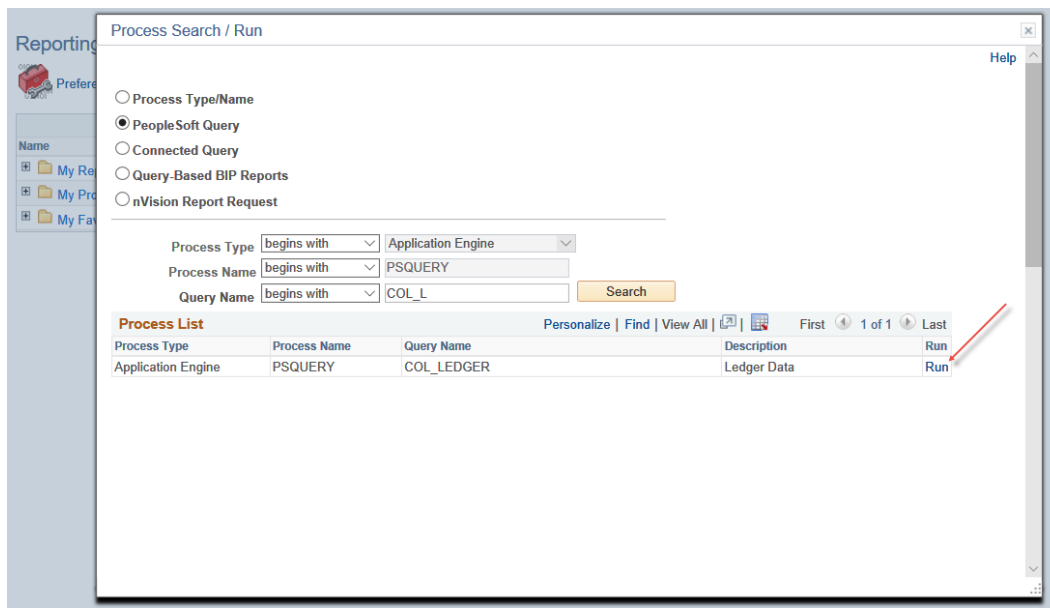 Process Search / Run
Reporting
Help
Prefere
Process Type/Name
PeopleSoft Query
Connected Query
Query-Based BIP Reports
nVision Report Request
Name
My Re
My Pro
My Fav
Process Type begins with Application Engine
Process Name begins with PSQUERY
Query Name begins with COL_L Search
Process List Personalize | Find | View All | | First 1 of 1 Last
Process Type Process Name Query Name Description Run
Application Engine PSQUERY COL_LEDGER Ledger Data Run